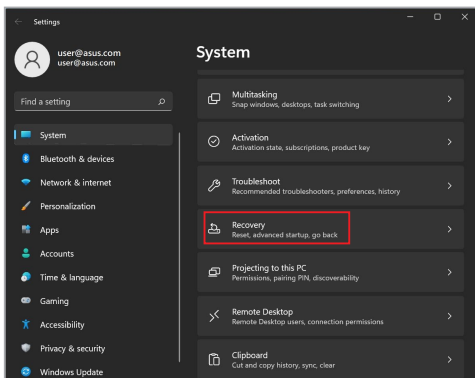 Settings
user@asus.com
user@asus.com
Find a setting
System
Bluetooth & devices
Network & internet
Personalization
Apps
Accounts
Time & language
Gaming
Accessibility
Privacy & security
Windows Update
System
Multitasking
Snap windows, desktops, task switching
Activation
Activation state, subscriptions, product key
Troubleshoot
Recommended troubleshooters, preferences, history
Recovery
Reset, advanced startup, go back
Projecting to this PC
Permissions, pairing PIN, discoverability
Remote Desktop
Remote Desktop users, connection permissions
Clipboard
Cut and copy history, sync, clear